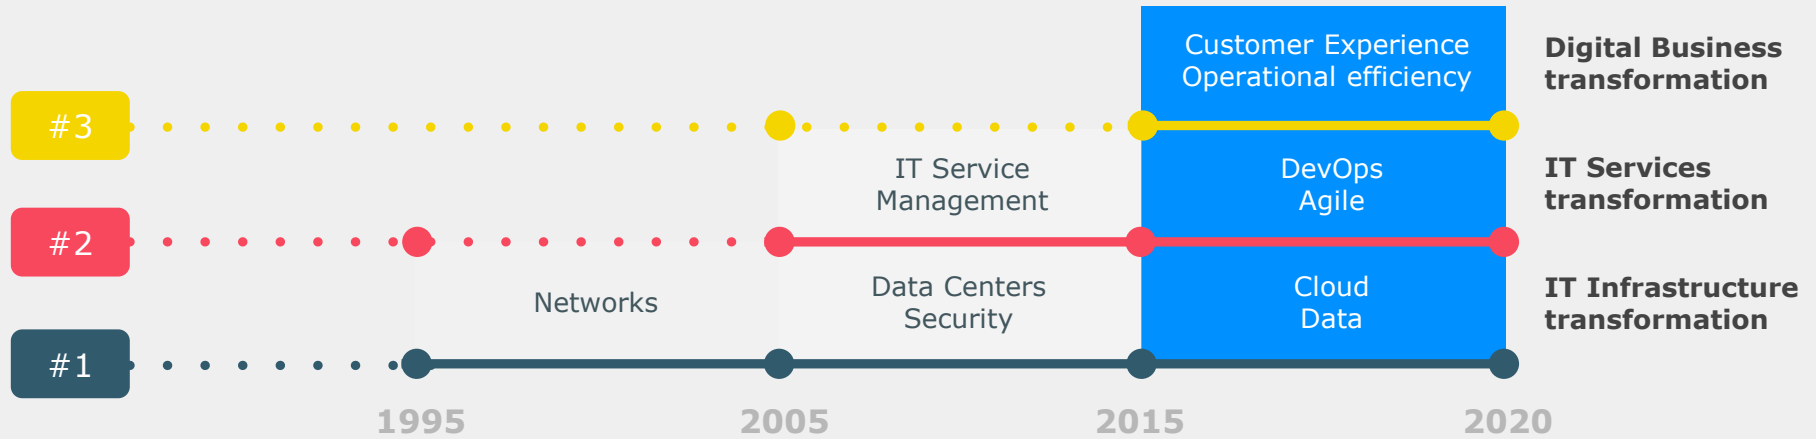 Customer Experience
Operational efficiency
Digital Business
transformation
#3
IT Service
Management
DevOps
Agile
IT Services
transformation
#2
Networks
Data Centers
Security
Cloud
Data
IT Infrastructure
transformation
#1
1995
2005
2015
2020